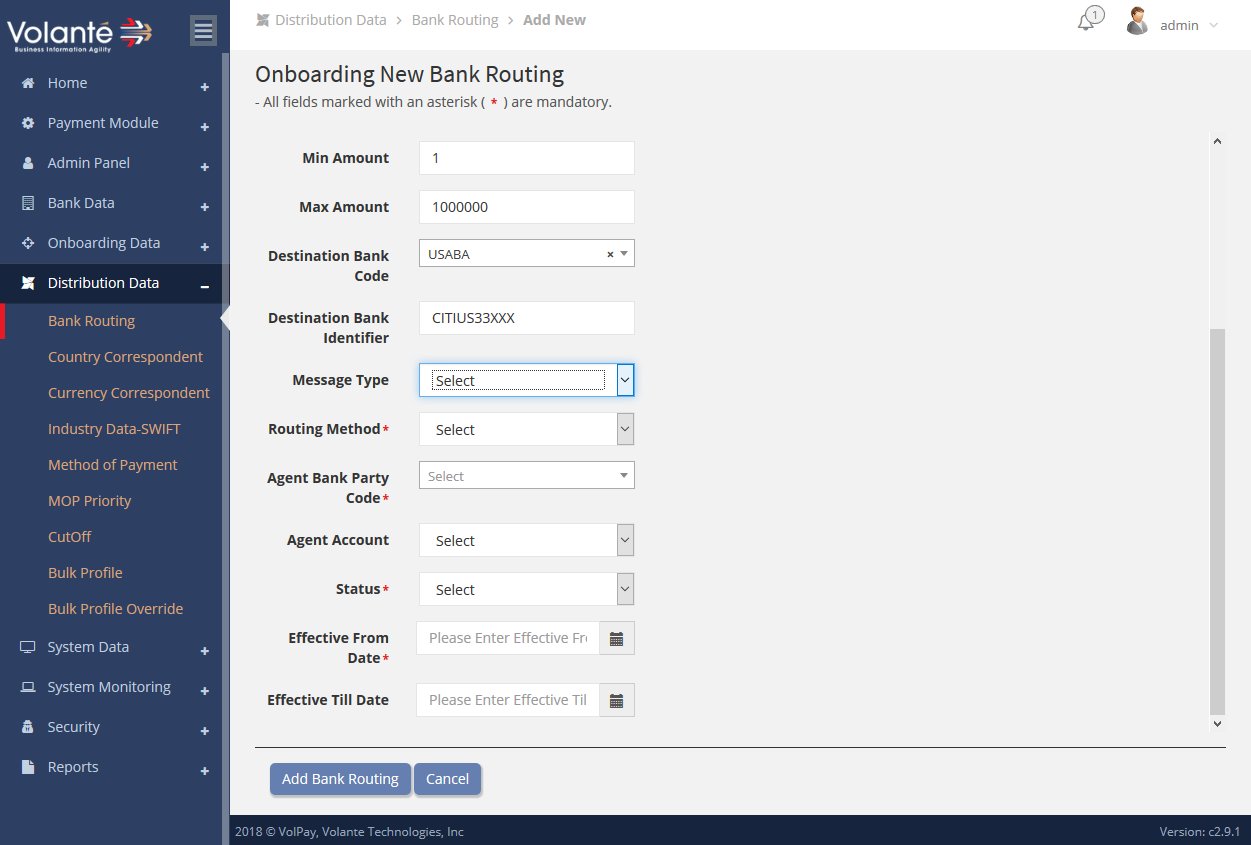 Volanté
Business Information Agility
Distribution Data > Bank Routing > Add New
1
admin
Home
Payment Module
Admin Panel
Bank Data
Onboarding Data
Distribution Data
Bank Routing
Country Correspondent
Currency Correspondent
Industry Data-SWIFT
Method of Payment
MOP Priority
CutOff
Bulk Profile
Bulk Profile Override
System Data
System Monitoring
Security
Reports
Onboarding New Bank Routing
- All fields marked with an asterisk ( * ) are mandatory.
Min Amount 1
Max Amount 1000000
Destination Bank
Code
USABA ×
Destination Bank
Identifier
CITIUS33XXX
Message Type Select
Routing Method* Select
Agent Bank Party
Code*
Select
Agent Account Select
Status* Select
Effective From
Date*
Please Enter Effective Fr
Effective Till Date Please Enter Effective Til
Add Bank Routing Cancel
2018 © VolPay, Volante Technologies, Inc Version: c2.9.1